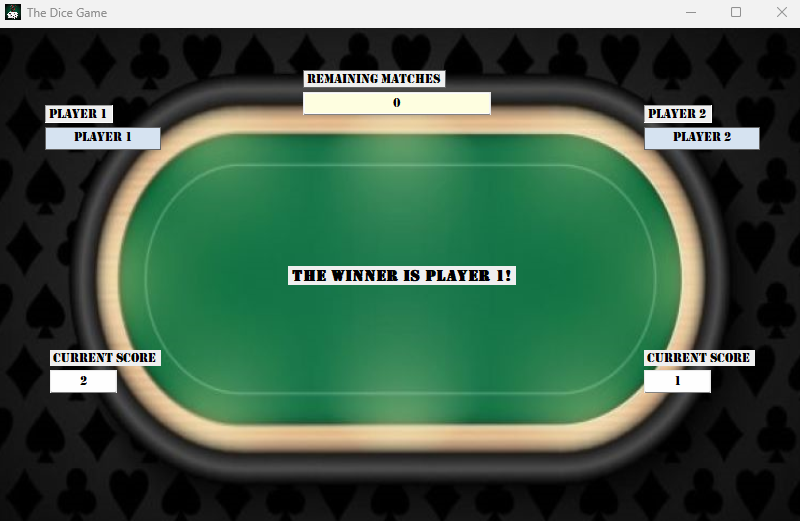 The Dice Game
REMAINING MATCHES
0
PLAYER 1
PLAYER 1
PLAYER 2
PLAYER 2
THE WINNER IS PLAYER 1!
CURRENT SCORE
2
CURRENT SCORE
1